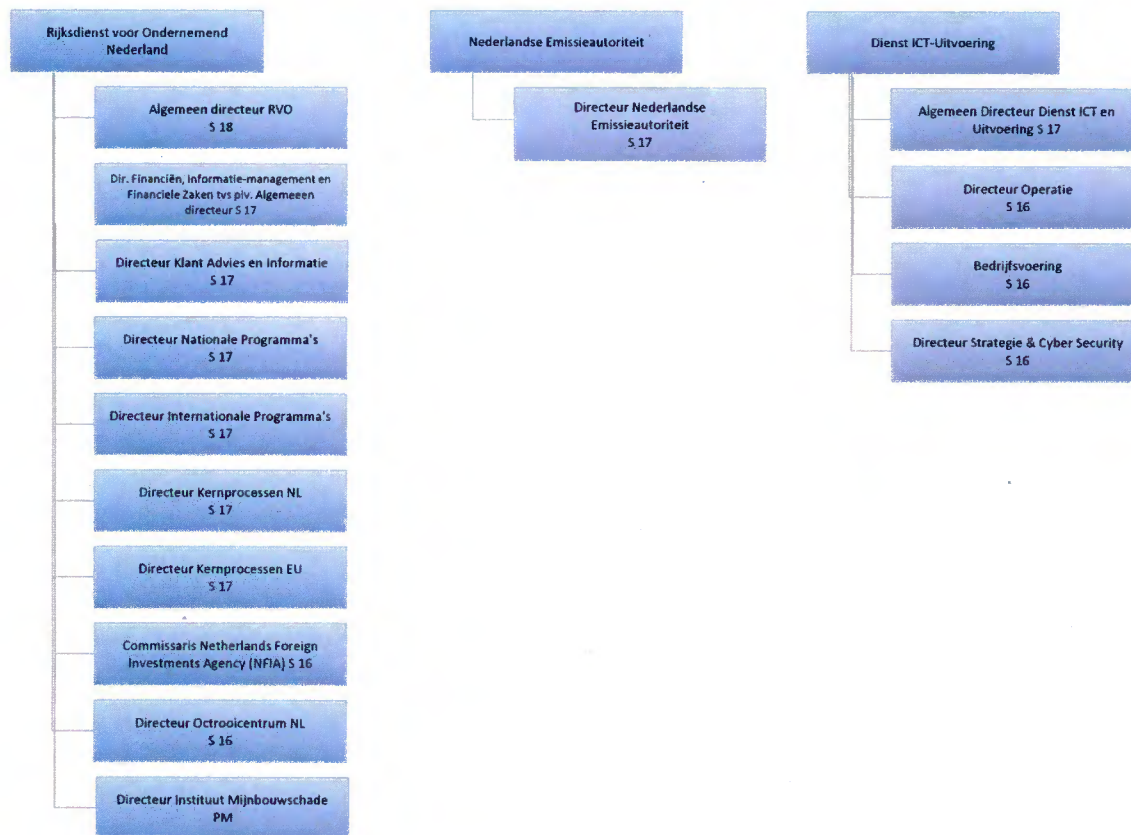 Rijksdienst voor Ondernemend
Nederland
Algemeen directeur RVO
S 18
Dir. Financiën, Informatie-management en
Financiele Zaken tvs plv. Algemeeen
directeur S 17
Directeur Klant Advies en Informatie
S 17
Directeur Nationale Programma's
S 17
Directeur Internationale Programma's
S 17
Directeur Kernprocessen NL
S 17
Directeur Kernprocessen EU
S 17
Commissaris Netherlands Foreign
Investments Agency (NFIA) S 16
Directeur Octrooicentrum NL
S 16
Directeur Instituut Mijnbouwschade
PM
Nederlandse Emissieautoriteit
Directeur Nederlandse
Emissieautoriteit
S 17
Dienst ICT-Uitvoering
Algemeen Directeur Dienst ICT en
Uitvoering S 17
Directeur Operatie
S 16
Bedrijfsvoering
S 16
Directeur Strategie & Cyber Security
S 16